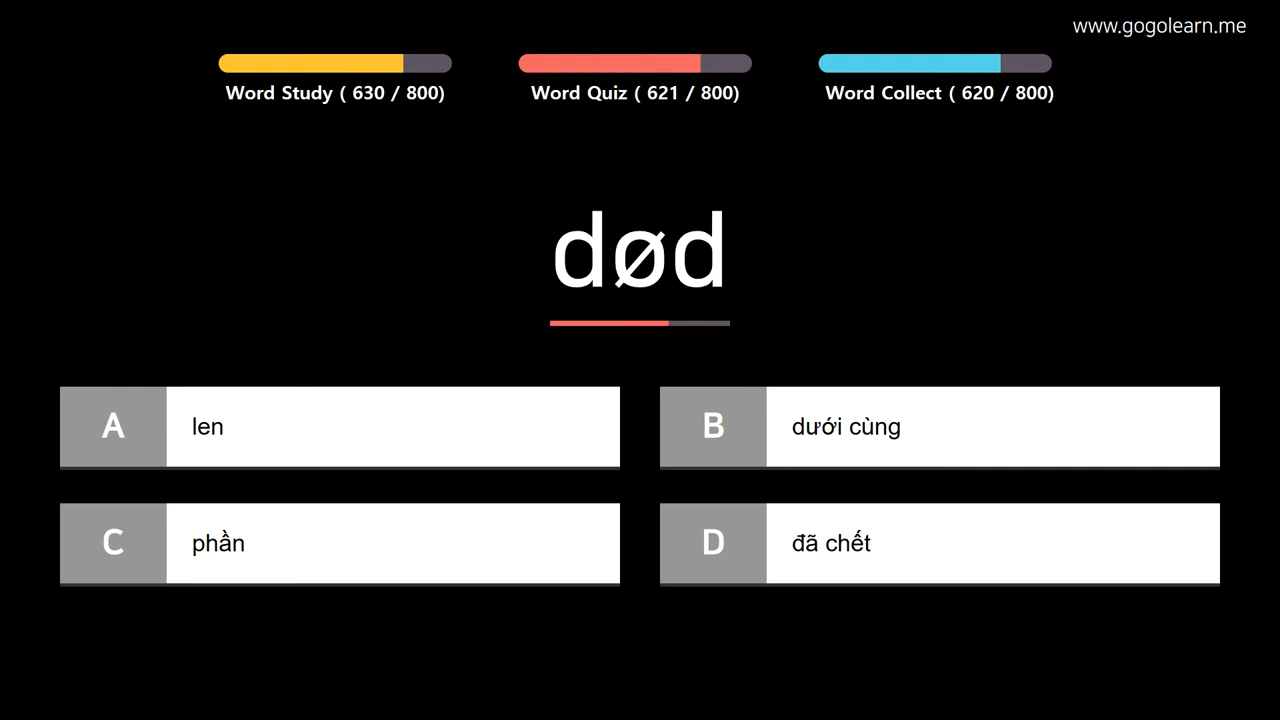 www.gogolearn.me
Word Study ( 630 / 800)
Word Quiz ( 621 / 800)
Word Collect ( 620 / 800)
død
A len
B dưới cùng
C phần
D đã chết